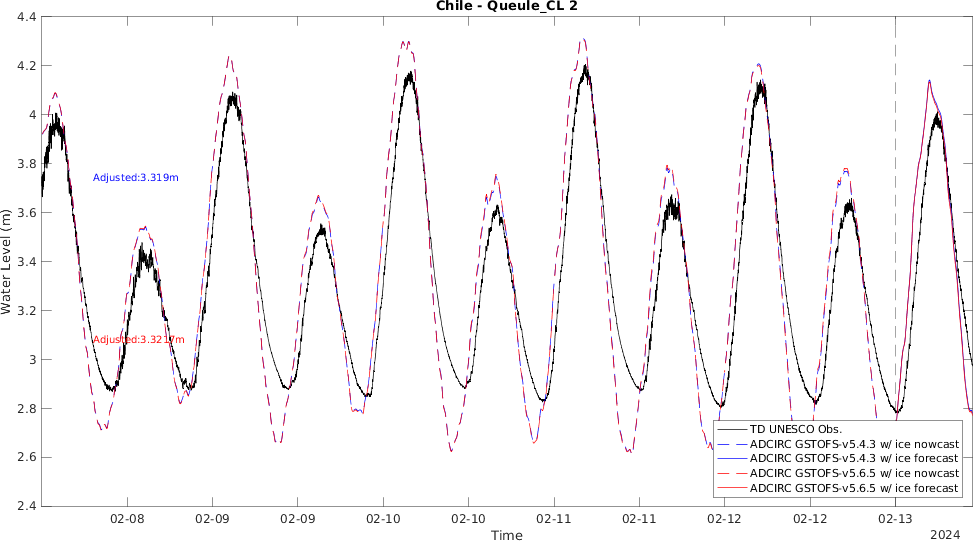 Chile - Queule_CL 2
4.4
4.2
4
3.8
3.6
3.4
3.2
3
2.8
2.6
2.4
Water Level (m)
Adjusted:3.319m
Adjusted:3.3217m
TD UNESCO Obs.
ADCIRC GSTOFS-v5.4.3 w/ ice nowcast
ADCIRC GSTOFS-v5.4.3 w/ ice forecast
ADCIRC GSTOFS-v5.6.5 w/ ice nowcast
ADCIRC GSTOFS-v5.6.5 w/ ice forecast
02-08 02-09 02-09 02-10 02-10 02-11 02-11 02-12 02-12 02-13
Time
2024